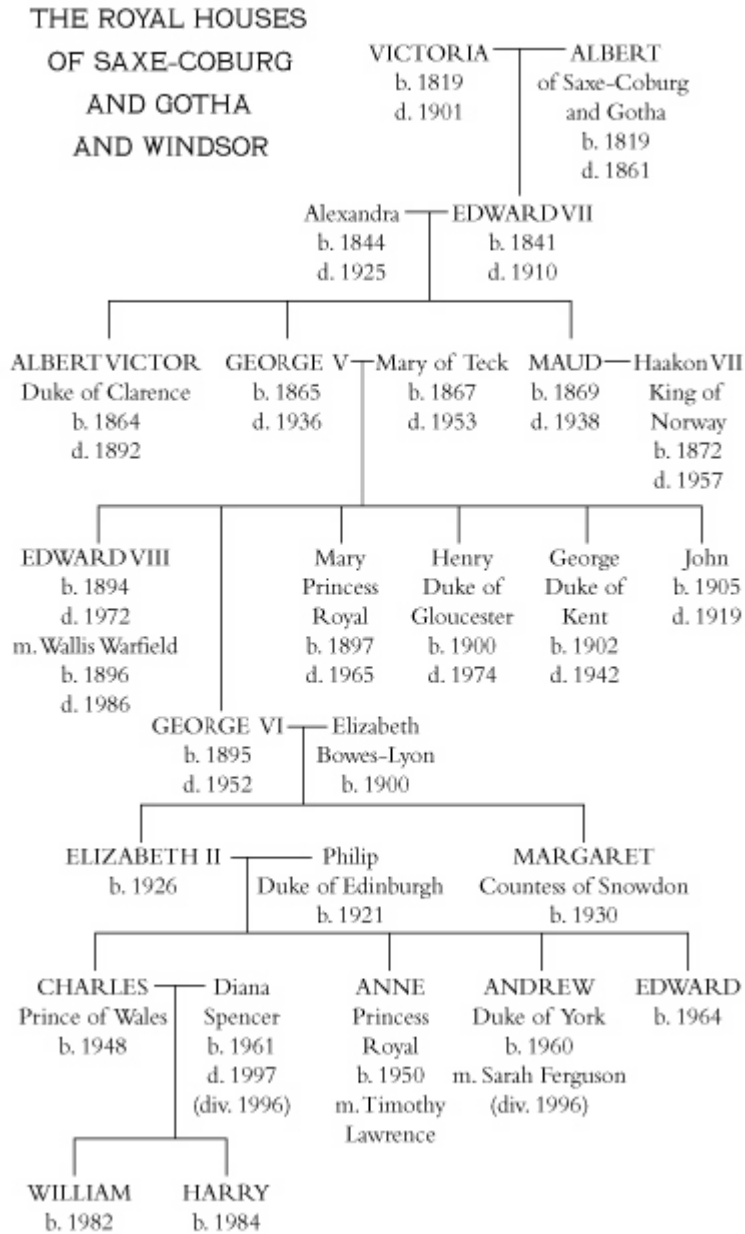 THE ROYAL HOUSES
OF SAXE-COBURG
AND GOTHA
AND WINDSOR
VICTORIA
b. 1819
d. 1901
ALBERT
of Saxe-Coburg
and Gotha
b. 1819
d. 1861
Alexandra
b. 1844
d. 1925
EDWARD VII
b. 1841
d. 1910
ALBERT VICTOR
Duke of Clarence
b. 1864
d. 1892
GEORGE V
b. 1865
d. 1936
Mary of Teck
b. 1867
d. 1953
MAUD
b. 1869
d. 1938
Haakon VII
King of
Norway
b. 1872
d. 1957
EDWARD VIII
b. 1894
d. 1972
m. Wallis Warfield
b. 1896
d. 1986
Mary
Princess
Royal
b. 1897
d. 1965
Henry
Duke of
Gloucester
b. 1900
d. 1974
George
Duke of
Kent
b. 1902
d. 1942
John
b. 1905
d. 1919
GEORGE VI
b. 1895
d. 1952
Elizabeth
Bowes-Lyon
b. 1900
ELIZABETH II
b. 1926
Philip
Duke of Edinburgh
b. 1921
MARGARET
Countess of Snowdon
b. 1930
CHARLES
Prince of Wales
b. 1948
Diana
Spencer
b. 1961
d. 1997
(div. 1996)
ANNE
Princess
Royal
b. 1950
m. Timothy
Lawrence
ANDREW
Duke of York
b. 1960
m. Sarah Ferguson
(div. 1996)
EDWARD
b. 1964
WILLIAM
b. 1982
HARRY
b. 1984